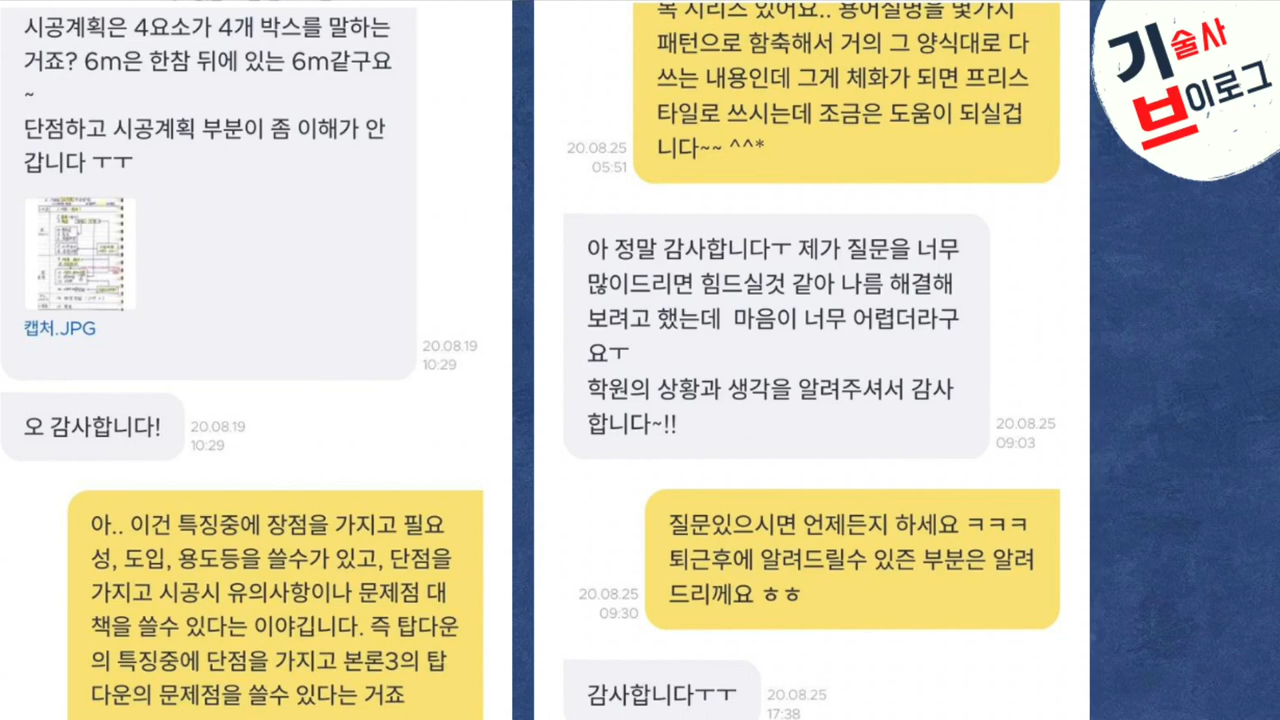 시공계획은 4요소가 4개 박스를 말하는
거죠? 6m은 한참 뒤에 있는 6m같구요
~
단점하고 시공계획 부분이 좀 이해가 안
갑니다 ㅜㅜ
캡처.JPG
20.08.19
10:29
오 감사합니다!
20.08.19
10:29
아.. 이건 특징중에 장점을 가지고 필요
성, 도입, 용도등을 쓸수가 있고, 단점을
가지고 시공시 유의사항이나 문제점 대
책을 쓸수 있다는 이야깁니다. 즉 탑다운
의 특징중에 단점을 가지고 본론3의 탑
다운의 문제점을 쓸수 있다는 거죠
시리즈 있어요.. 용어설명을 몇가지
패턴으로 함축해서 거의 그 양식대로 다
쓰는 내용인데 그게 체화가 되면 프리스
타일로 쓰시는데 조금은 도움이 되실겁
니다~~ ^^*
20.08.25
05:51
아 정말 감사합니다ㅜ 제가 질문을 너무
많이드리면 힘드실것 같아 나름 해결해
보려고 했는데 마음이 너무 어렵더라구
요ㅜ
학원의 상황과 생각을 알려주셔서 감사
합니다~!!
20.08.25
09:03
질문있으시면 언제든지 하세요 ㅋㅋㅋ
퇴근후에 알려드릴수 있즌 부분은 알려
드리께요 ㅎㅎ
20.08.25
09:30
감사합니다ㅜㅜ
20.08.25
17:38
기술사
브이로그